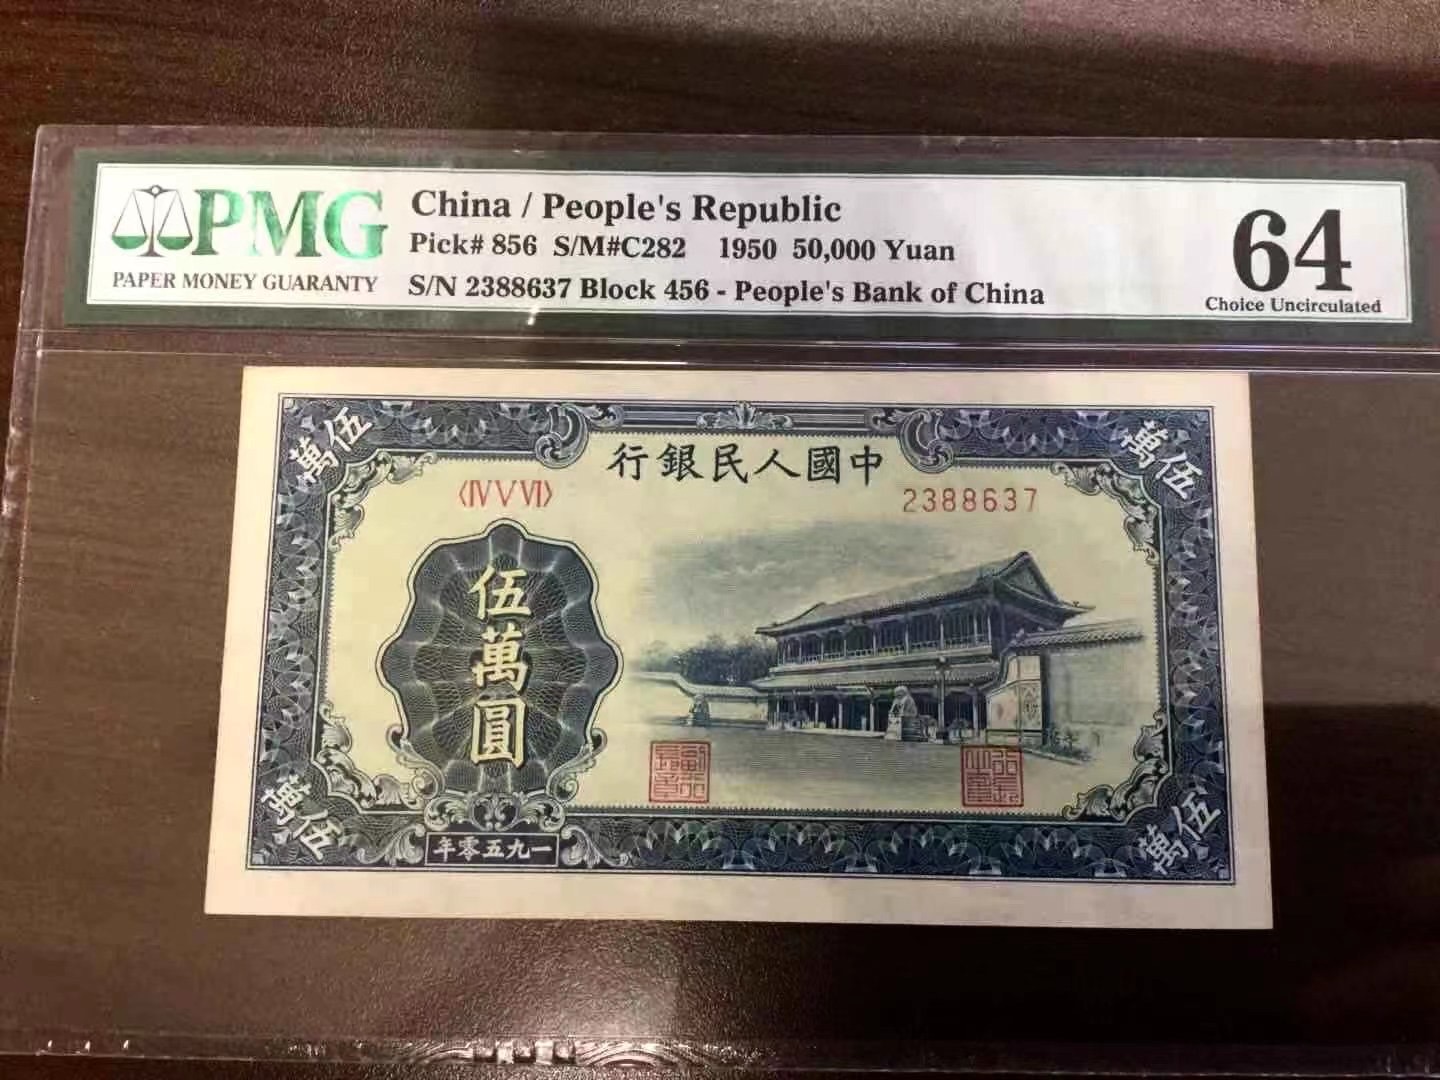 PMG
PAPER MONEY GUARANTY
China / People's Republic
Pick# 856 S/M#C282 1950 50,000 Yuan
S/N 2388637 Block 456 - People's Bank of China
64
Choice Uncirculated
伍萬
伍萬
中國人民銀行
〈ⅣⅤⅥ〉
2388637
伍萬圓
伍萬
一九五零年
伍萬